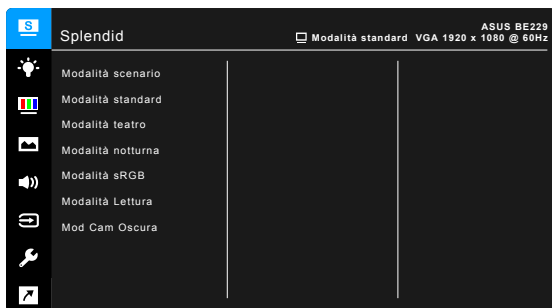 S
ASUS BE229
Splendid
Modalità standard VGA 1920 x 1080 @ 60Hz
Modalità scenario
Modalità standard
Modalità teatro
Modalità notturna
Modalità sRGB
Modalità Lettura
Mod Cam Oscura